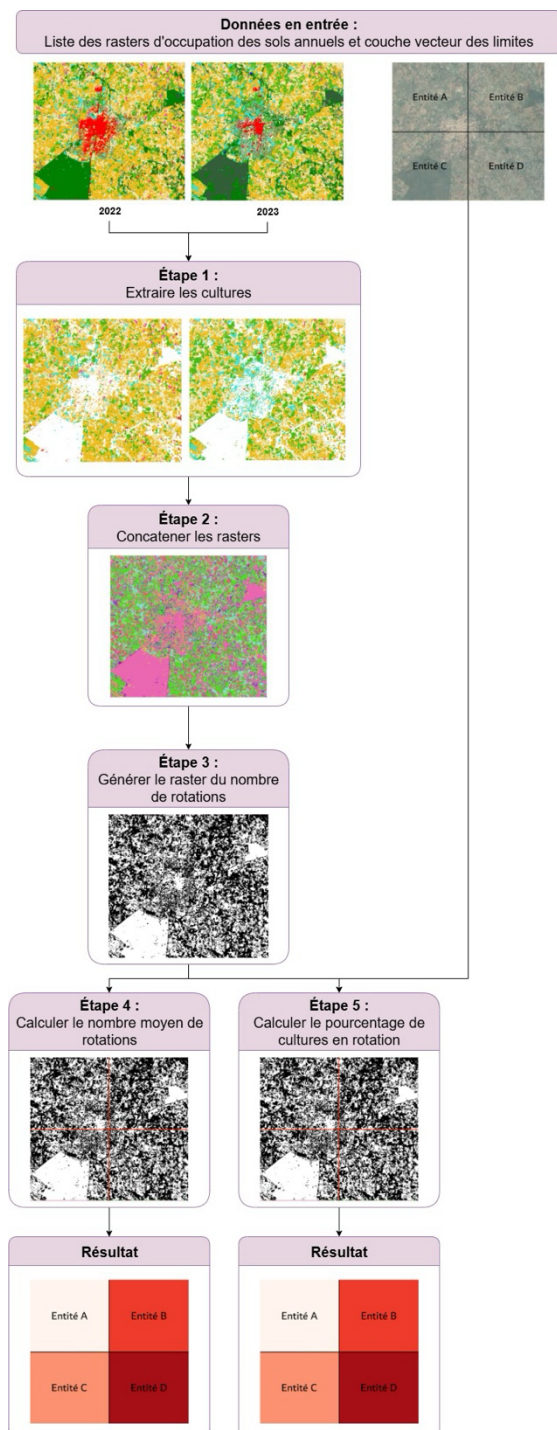 Données en entrée :
Liste des rasters d'occupation des sols annuels et couche vecteur des limites
Entité A
Entité B
Entité C
Entité D
2022
2023
Étape 1 :
Extraire les cultures
Étape 2 :
Concatener les rasters
Étape 3 :
Générer le raster du nombre
de rotations
Étape 4 :
Calculer le nombre moyen de
rotations
Étape 5 :
Calculer le pourcentage de
cultures en rotation
Résultat
Entité A
Entité B
Entité C
Entité D
Résultat
Entité A
Entité B
Entité C
Entité D